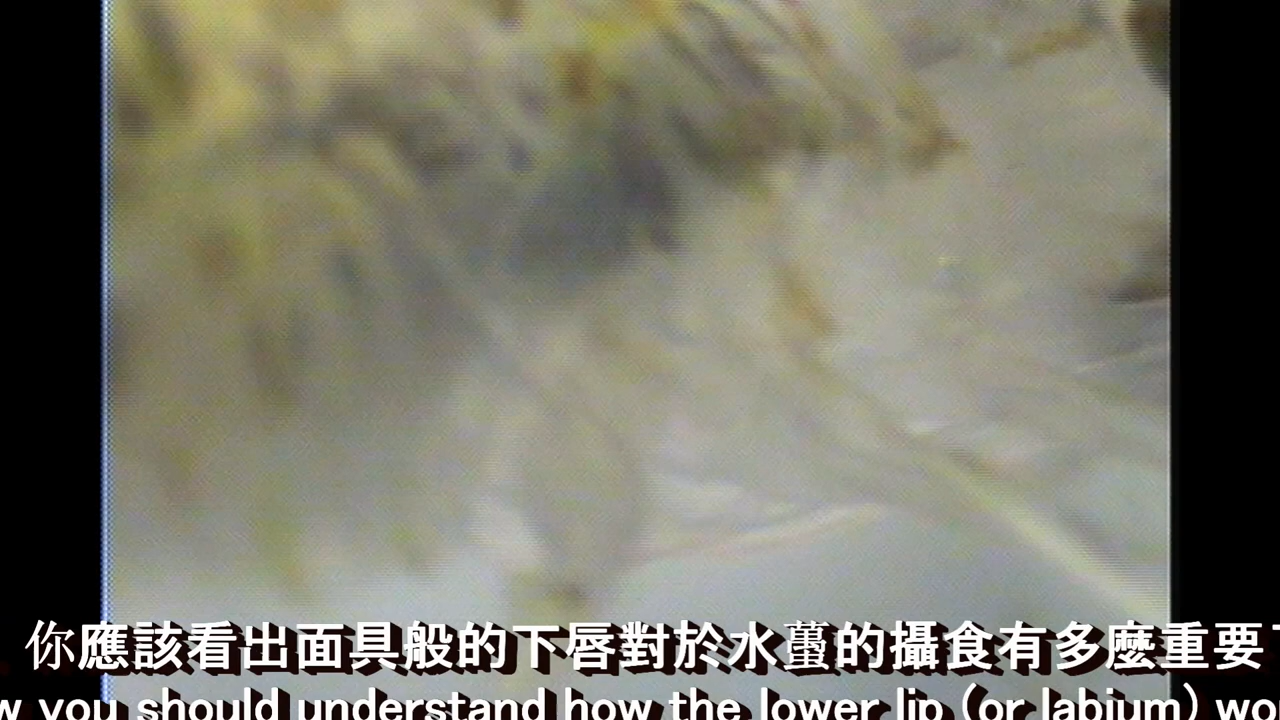 你應該看出面具般的下唇對於水蠆的攝食有多麼重要
you should understand how the lower lip (or labium)